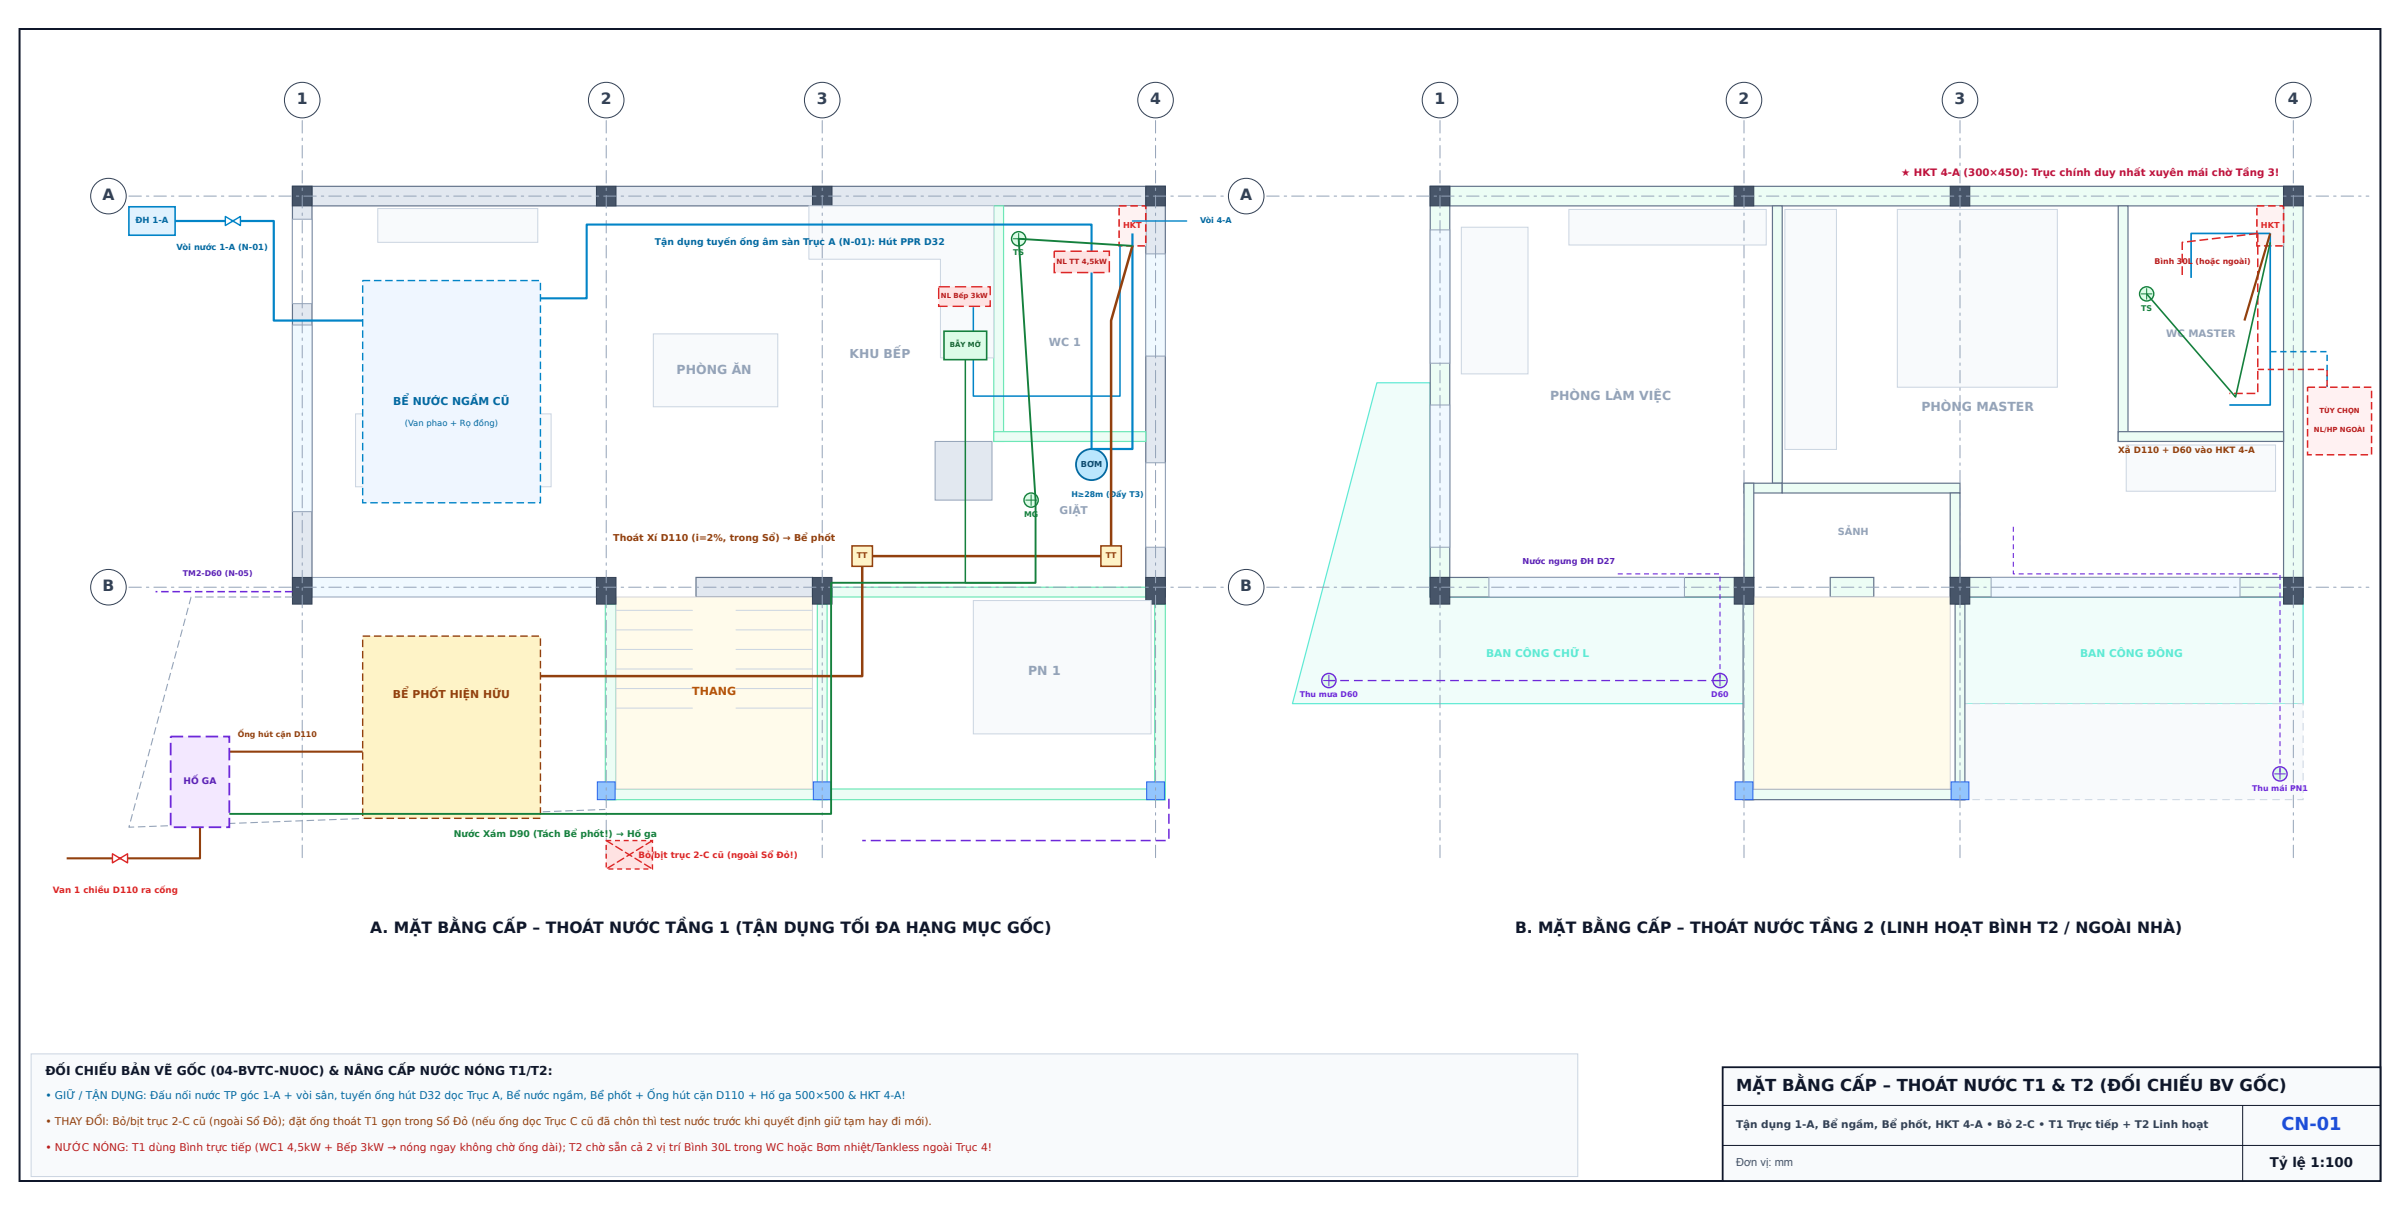 1
2
3
4
1
2
3
4
★ HKT 4-A (300×450): Trục chính duy nhất xuyên mái chờ Tầng 3!
A
A
ĐH 1-A
Vòi nước 1-A (N-01)
Tận dụng tuyến ống âm sàn Trục A (N-01): Hút PPR D32
TS
HKT
Vòi 4-A
NL TT 4,5kW
NL Bếp 3kW
BẪY MỠ
WC 1
KHU BẾP
PHÒNG ĂN
BỂ NƯỚC NGẦM CŨ
(Van phao + Rọ đồng)
BƠM
H≥28m (Đẩy T3)
MG
GIẶT
Thoát Xí D110 (i=2%, trong Sổ) → Bể phốt
TT
TT
TM2-D60 (N-05)
B
B
BỂ PHỐT HIỆN HỮU
THANG
PN 1
Ống hút cặn D110
HỐ GA
Nước Xám D90 (Tách Bể phốt!) → Hố ga
Bỏ/bịt trục 2-C cũ (ngoài Sổ Đỏ!)
Van 1 chiều D110 ra cống
HKT
Bình 30L (hoặc ngoài)
TS
WC MASTER
PHÒNG LÀM VIỆC
PHÒNG MASTER
TÙY CHỌN
NL/HP NGOÀI
Xả D110 + D60 vào HKT 4-A
SẢNH
Nước ngưng ĐH D27
BAN CÔNG CHỮ L
BAN CÔNG ĐÔNG
Thu mưa D60
D60
Thu mái PN1
A. MẶT BẰNG CẤP – THOÁT NƯỚC TẦNG 1 (TẬN DỤNG TỐI ĐA HẠNG MỤC GỐC)
B. MẶT BẰNG CẤP – THOÁT NƯỚC TẦNG 2 (LINH HOẠT BÌNH T2 / NGOÀI NHÀ)
ĐỐI CHIẾU BẢN VẼ GỐC (04-BVTC-NUOC) & NÂNG CẤP NƯỚC NÓNG T1/T2:
• GIỮ / TẬN DỤNG: Đấu nối nước TP góc 1-A + vòi sân, tuyến ống hút D32 dọc Trục A, Bể nước ngầm, Bể phốt + Ống hút cặn D110 + Hố ga 500×500 & HKT 4-A!
• THAY ĐỔI: Bỏ/bịt trục 2-C cũ (ngoài Sổ Đỏ); đặt ống thoát T1 gọn trong Sổ Đỏ (nếu ống dọc Trục C cũ đã chôn thì test nước trước khi quyết định giữ tạm hay đi mới).
• NƯỚC NÓNG: T1 dùng Bình trực tiếp (WC1 4,5kW + Bếp 3kW → nóng ngay không chờ ống dài); T2 chờ sẵn cả 2 vị trí Bình 30L trong WC hoặc Bơm nhiệt/Tankless ngoài Trục 4!
MẶT BẰNG CẤP – THOÁT NƯỚC T1 & T2 (ĐỐI CHIẾU BV GỐC)
Tận dụng 1-A, Bể ngầm, Bể phốt, HKT 4-A • Bỏ 2-C • T1 Trực tiếp + T2 Linh hoạt
CN-01
Đơn vị: mm
Tỷ lệ 1:100